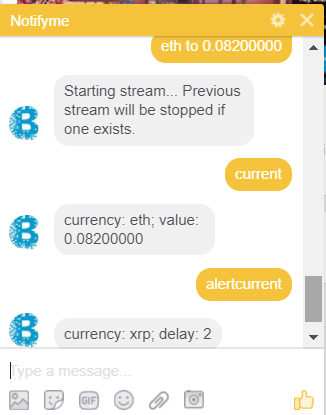 Notifyme
eth to 0.08200000
Starting stream... Previous
stream will be stopped if
one exists.
current
currency: eth; value:
0.08200000
alertcurrent
currency: xrp; delay: 2
Type a message...
GIF